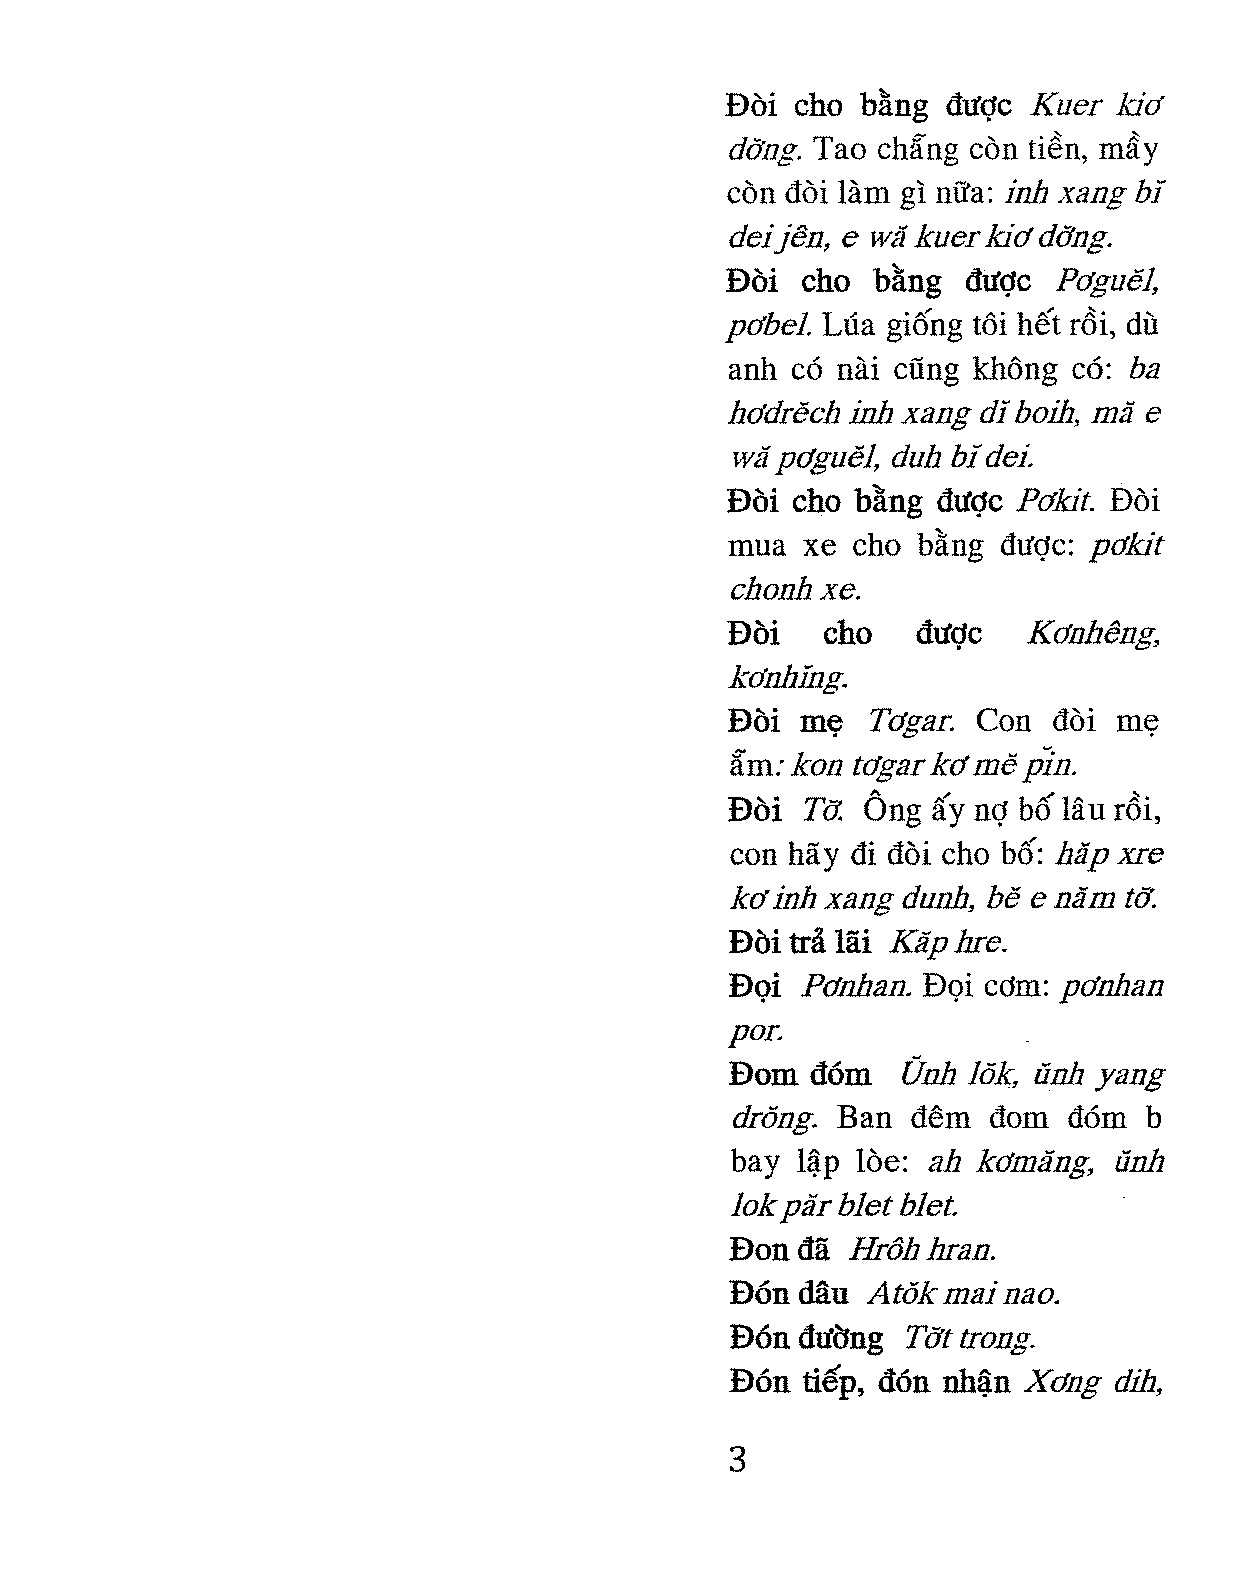 Đòi cho bằng được Kuer kiơ
dơ̆ng. Tao chẵng còn tiền, mầy
còn đòi làm gì nữa: inh xang bĭ
dei jên, e wă kuer kiơ dơ̆ng.
Đòi cho bằng được Pơguĕl,
pơbel. Lúa giống tôi hết rồi, dù
anh có nài cũng không có: ba
hơdrĕch inh xang dĭ boih, mă e
wă pơguĕl, duh bĭ dei.
Đòi cho bằng được Pơkit. Đòi
mua xe cho bằng được: pơkit
chonh xe.
Đòi cho được Kơnhêng,
kơnhĭng.
Đòi mẹ Tơgar. Con đòi mẹ
ẵm: kon tơgar kơ mĕ pĭn.
Đòi Tơ̆. Ông ấy nợ bố lâu rồi,
con hãy đi đòi cho bố: hăp xre
kơ inh xang dunh, bĕ e năm tơ̆.
Đòi trả lãi Kăp hre.
Đọi Pơnhan. Đọi cơm: pơnhan
por.
Đom đóm Ŭnh lŏk, ŭnh yang
drŏng. Ban đêm đom đóm b
bay lập lòe: ah kơmăng, ŭnh
lok păr blet blet.
Đon đã Hrôh hran.
Đón dâu Atŏk mai nao.
Đón đường Tơ̆t trong.
Đón tiếp, đón nhận Xơng dih,
3